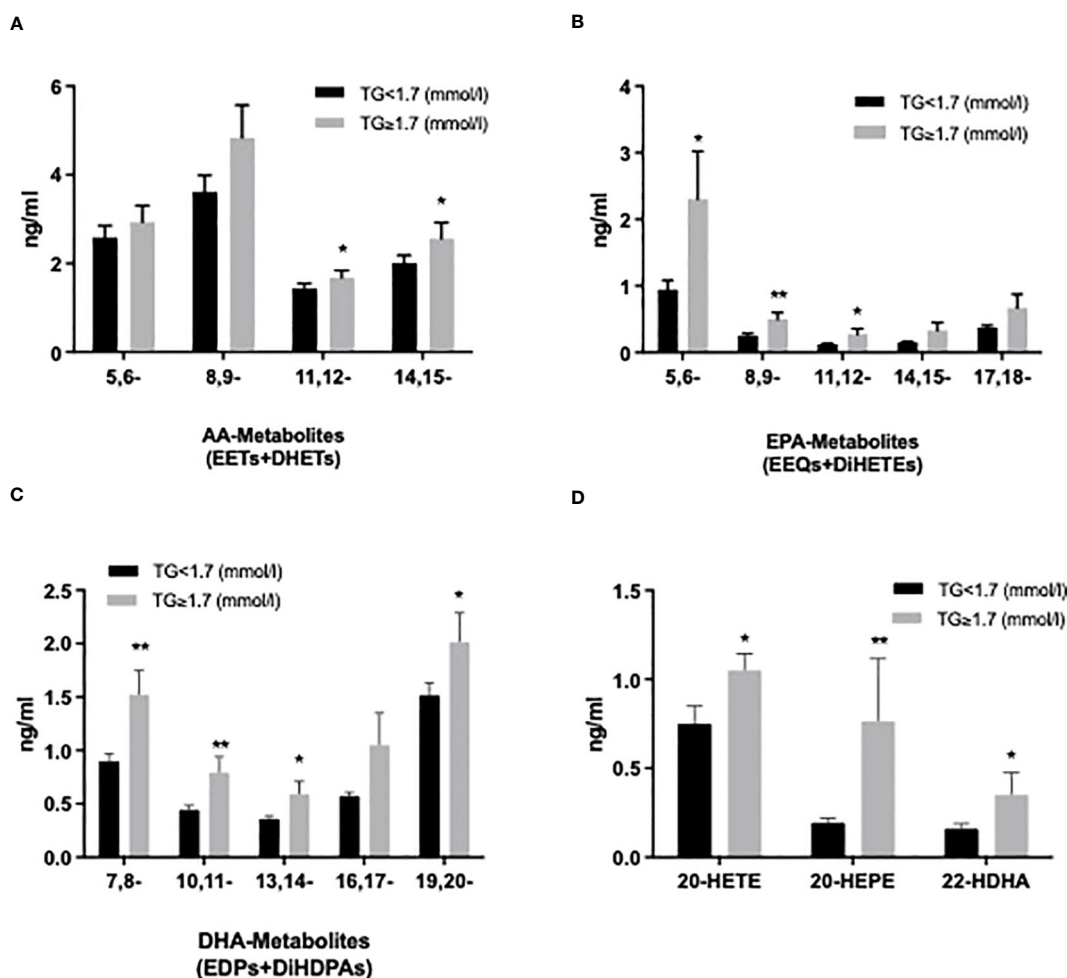 A
TG<1.7 (mmol/l)
TG≥1.7 (mmol/l)
6
4
2
0
ng/ml
★
★
5,6-
8,9-
11,12-
14,15-
AA-Metabolites
(EETs+DHETs)
B
TG<1.7 (mmol/l)
TG≥1.7 (mmol/l)
4
3
2
1
0
ng/ml
★
★★
★
5,6-
8,9-
11,12-
14,15-
17,18-
EPA-Metabolites
(EEQs+DiHETEs)
C
TG<1.7 (mmol/l)
TG≥1.7 (mmol/l)
2.5
2.0
1.5
1.0
0.5
0.0
ng/ml
★★
★★
★
★
7,8-
10,11-
13,14-
16,17-
19,20-
DHA-Metabolites
(EDPs+DiHDPAs)
D
TG<1.7 (mmol/l)
TG≥1.7 (mmol/l)
1.5
1.0
0.5
0.0
ng/ml
★
★★
★
20-HETE
20-HEPE
22-HDHA